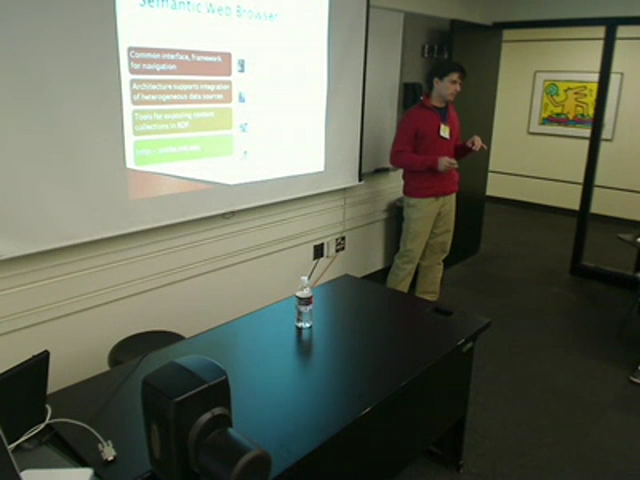 Semantic Web Browser
Common interface, framework
for navigation
Architecture supports integration
of heterogeneous data sources
Tools for exposing content
collections in RDF